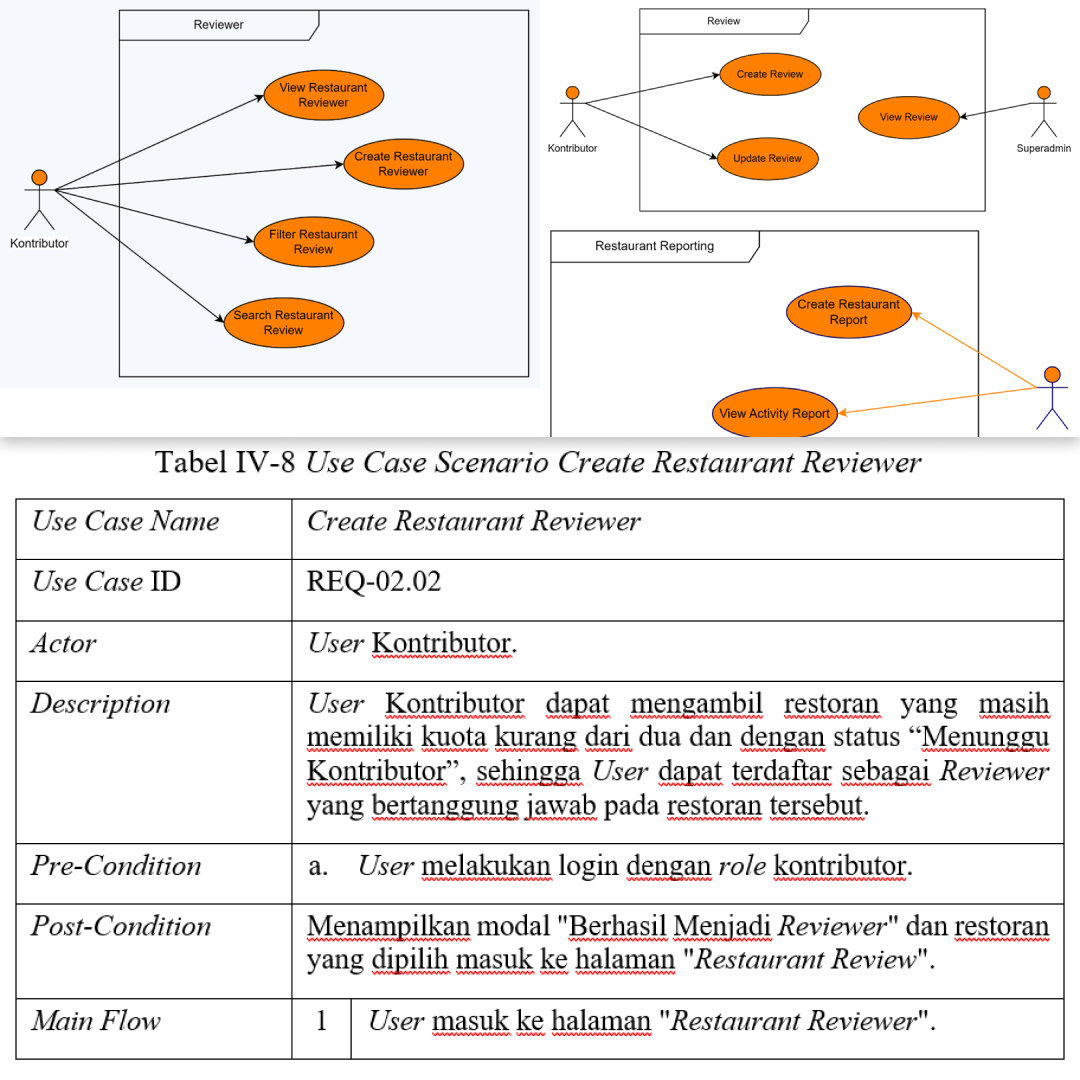 Reviewer
View Restaurant
Reviewer
Create Restaurant
Reviewer
Filter Restaurant
Review
Search Restaurant
Review
Kontributor
Review
Create Review
View Review
Update Review
Kontributor
Superadmin
Restaurant Reporting
Create Restaurant
Report
View Activity Report
Tabel IV-8 Use Case Scenario Create Restaurant Reviewer
Use Case Name
Create Restaurant Reviewer
Use Case ID
REQ-02.02
Actor
User Kontributor.
Description
User Kontributor dapat mengambil restoran yang masih
memiliki kuota kurang dari dua dan dengan status “Menunggu
Kontributor”, sehingga User dapat terdaftar sebagai Reviewer
yang bertanggung jawab pada restoran tersebut.
Pre-Condition
a. User melakukan login dengan role kontributor.
Post-Condition
Menampilkan modal "Berhasil Menjadi Reviewer" dan restoran
yang dipilih masuk ke halaman "Restaurant Review".
Main Flow
1 User masuk ke halaman "Restaurant Reviewer".